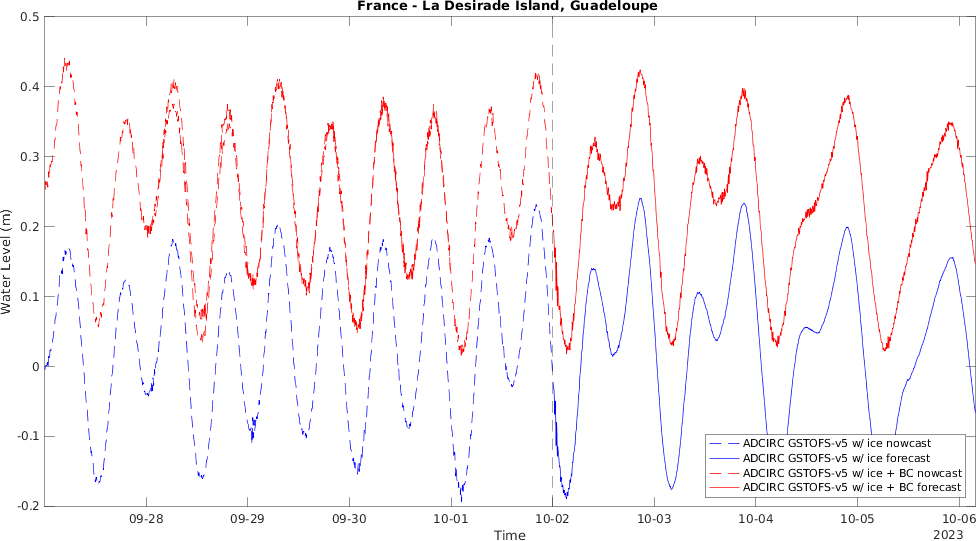 France - La Desirade Island, Guadeloupe
Water Level (m)
0.5
0.4
0.3
0.2
0.1
0
-0.1
-0.2
ADCIRC GSTOFS-v5 w/ ice nowcast
ADCIRC GSTOFS-v5 w/ ice forecast
ADCIRC GSTOFS-v5 w/ ice + BC nowcast
ADCIRC GSTOFS-v5 w/ ice + BC forecast
09-28 09-29 09-30 10-01 10-02 10-03 10-04 10-05 10-06
Time
2023